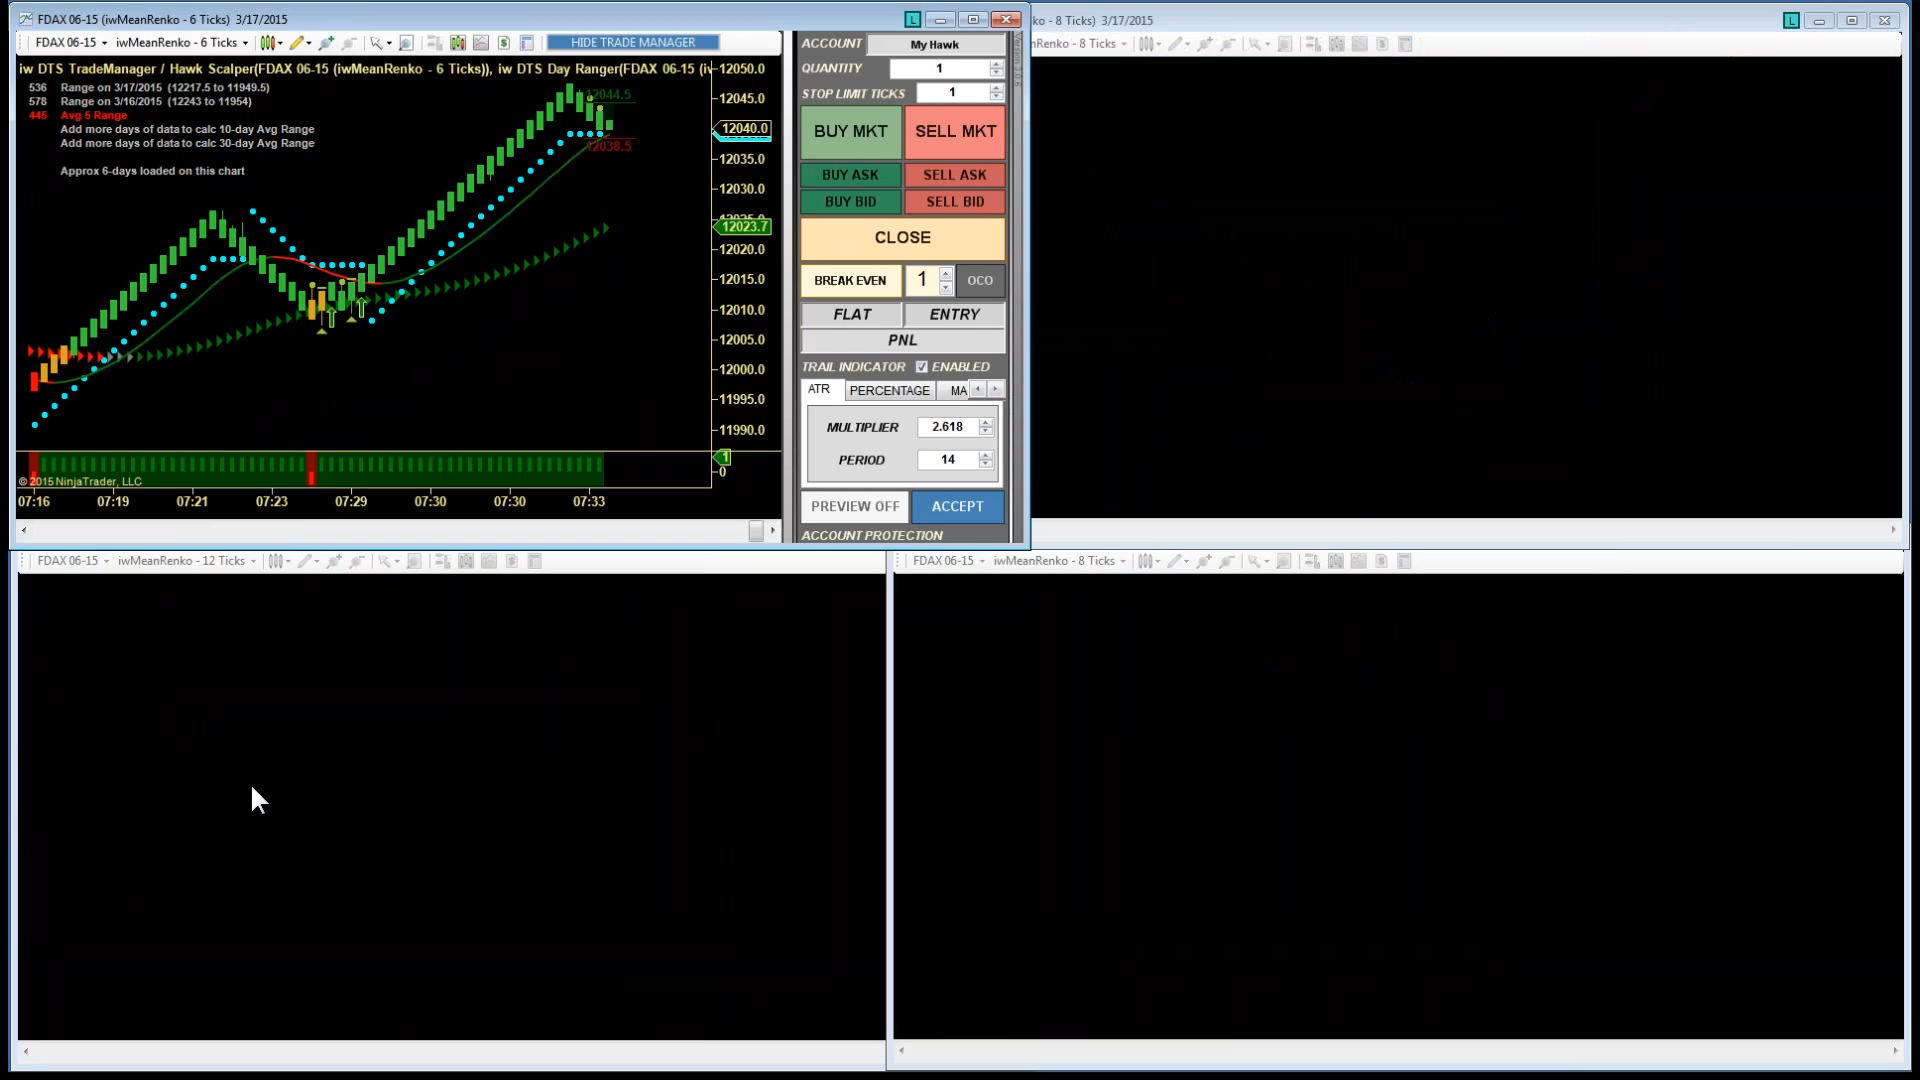 FDAX 06-15 (iwMeanRenko - 6 Ticks)  3/17/2015
L
ko - 8 Ticks)  3/17/2015
L
FDAX 06-15
iwMeanRenko - 6 Ticks
HIDE TRADE MANAGER
nRenko - 8 Ticks
iw DTS TradeManager / Hawk Scalper(FDAX 06-15 (iwMeanRenko - 6 Ticks)), iw DTS Day Ranger(FDAX 06-15 (iv
536 Range on 3/17/2015 (12217.5 to 11949.5)
578 Range on 3/16/2015 (12243 to 11954)
445 Avg 5 Range
Add more days of data to calc 10-day Avg Range
Add more days of data to calc 30-day Avg Range
Approx 6-days loaded on this chart
12044.5
12038.5
12050.0
12045.0
12040.0
12035.0
12030.0
12025.0
12023.7
12020.0
12015.0
12010.0
12005.0
12000.0
11995.0
11990.0
1
0
© 2015 NinjaTrader, LLC
07:16 07:19 07:21 07:23 07:29 07:30 07:30 07:33
ACCOUNT My Hawk
QUANTITY 1
STOP LIMIT TICKS 1
BUY MKT SELL MKT
BUY ASK SELL ASK
BUY BID SELL BID
CLOSE
BREAK EVEN 1 OCO
FLAT ENTRY
PNL
TRAIL INDICATOR ENABLED
ATR PERCENTAGE MA
MULTIPLIER 2.618
PERIOD 14
PREVIEW OFF ACCEPT
ACCOUNT PROTECTION
FDAX 06-15 iwMeanRenko - 12 Ticks
FDAX 06-15 iwMeanRenko - 8 Ticks